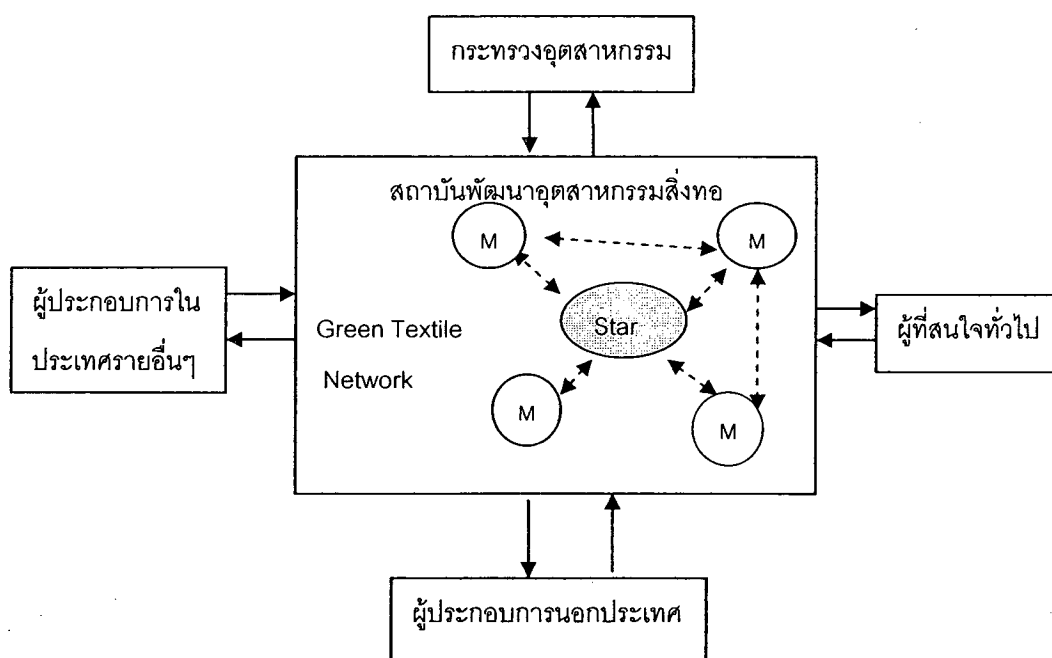 กระทรวงอุตสาหกรรม
สถาบันพัฒนาอุตสาหกรรมสิ่งทอ
M
M
ผู้ประกอบการใน
ประเทศรายอื่นๆ
Green Textile
Network
Star
ผู้ที่สนใจทั่วไป
M
M
ผู้ประกอบการนอกประเทศ